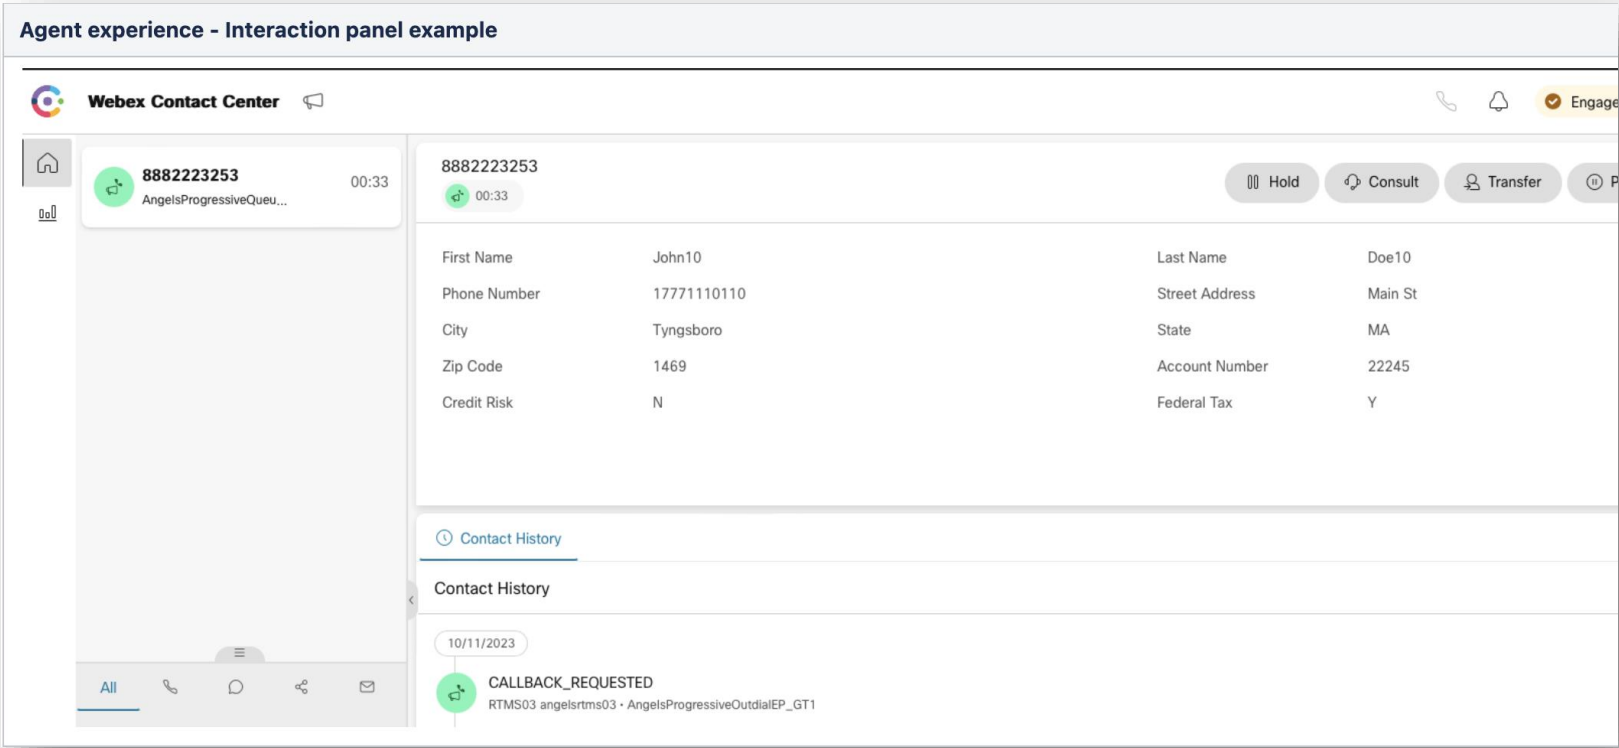 Agent experience - Interaction panel example
Webex Contact Center
Engage
8882223253
00:33
AngelsProgressiveQueu...
8882223253
00:33
Hold
Consult
Transfer
P
First Name John10 Last Name Doe10
Phone Number 17771110110 Street Address Main St
City Tyngsboro State MA
Zip Code 1469 Account Number 22245
Credit Risk N Federal Tax Y
Contact History
Contact History
10/11/2023
CALLBACK_REQUESTED
RTMS03 angelsrtms03 • AngelsProgressiveOutdialEP_GT1
All